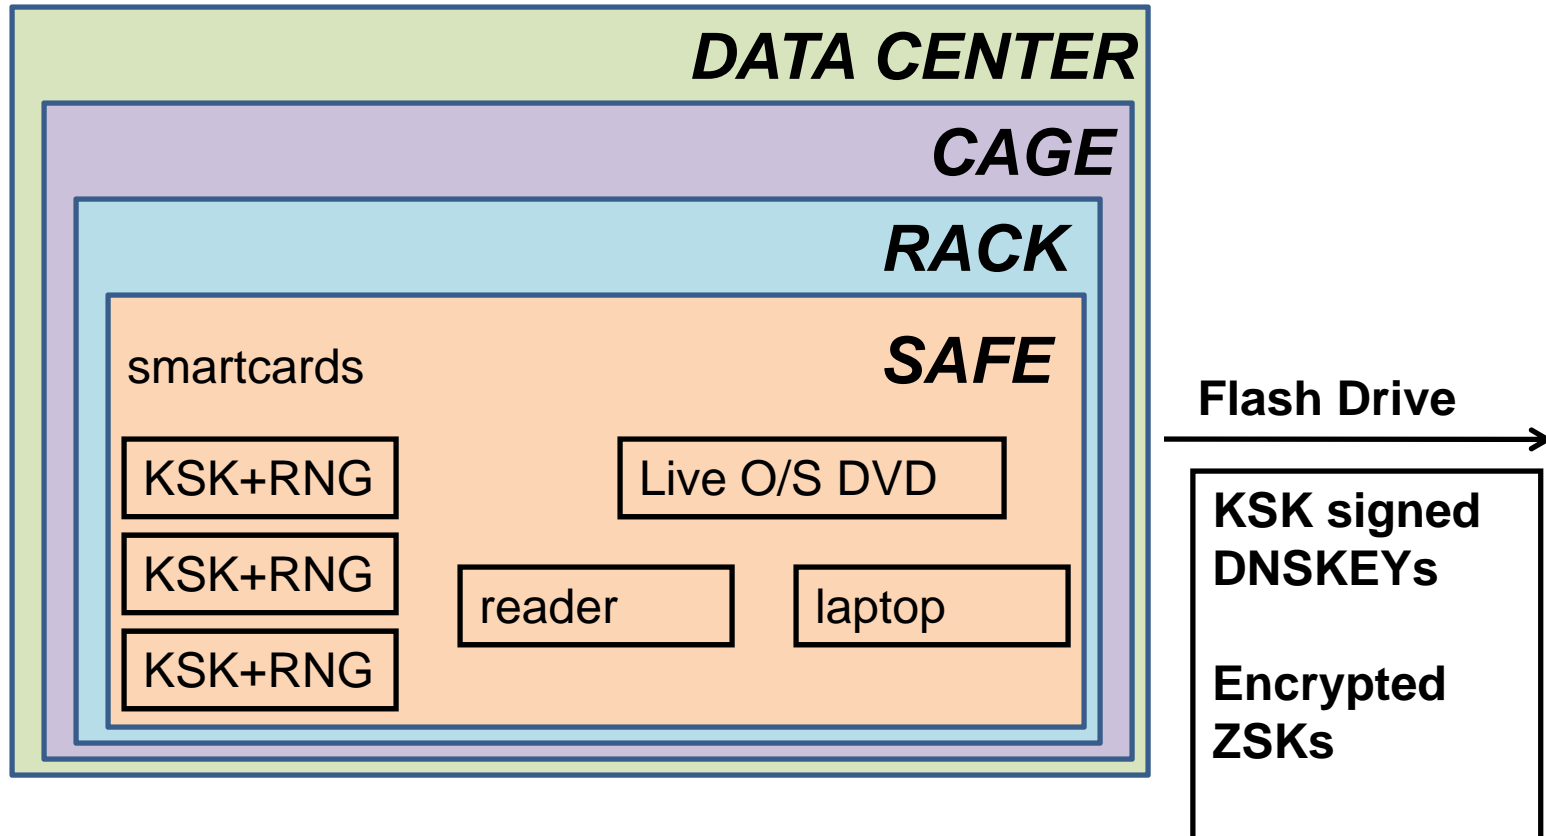 DATA CENTER
CAGE
RACK
SAFE
smartcards
KSK+RNG
KSK+RNG
KSK+RNG
Live O/S DVD
reader
laptop
Flash Drive
KSK signed
DNSKEYs
Encrypted
ZSKs